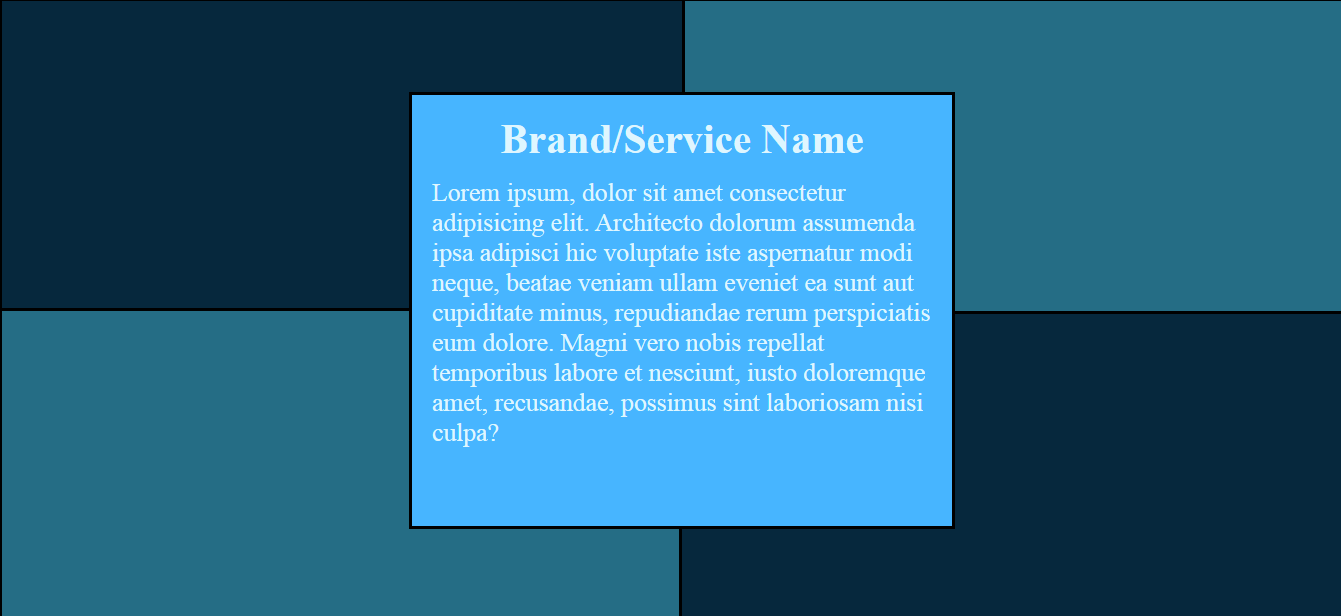 Brand/Service Name
Lorem ipsum, dolor sit amet consectetur
adipisicing elit. Architecto dolorum assumenda
ipsa adipisci hic voluptate iste aspernatur modi
neque, beatae veniam ullam eveniet ea sunt aut
cupiditate minus, repudiandae rerum perspiciatis
eum dolore. Magni vero nobis repellat
temporibus labore et nesciunt, iusto doloremque
amet, recusandae, possimus sint laboriosam nisi
culpa?